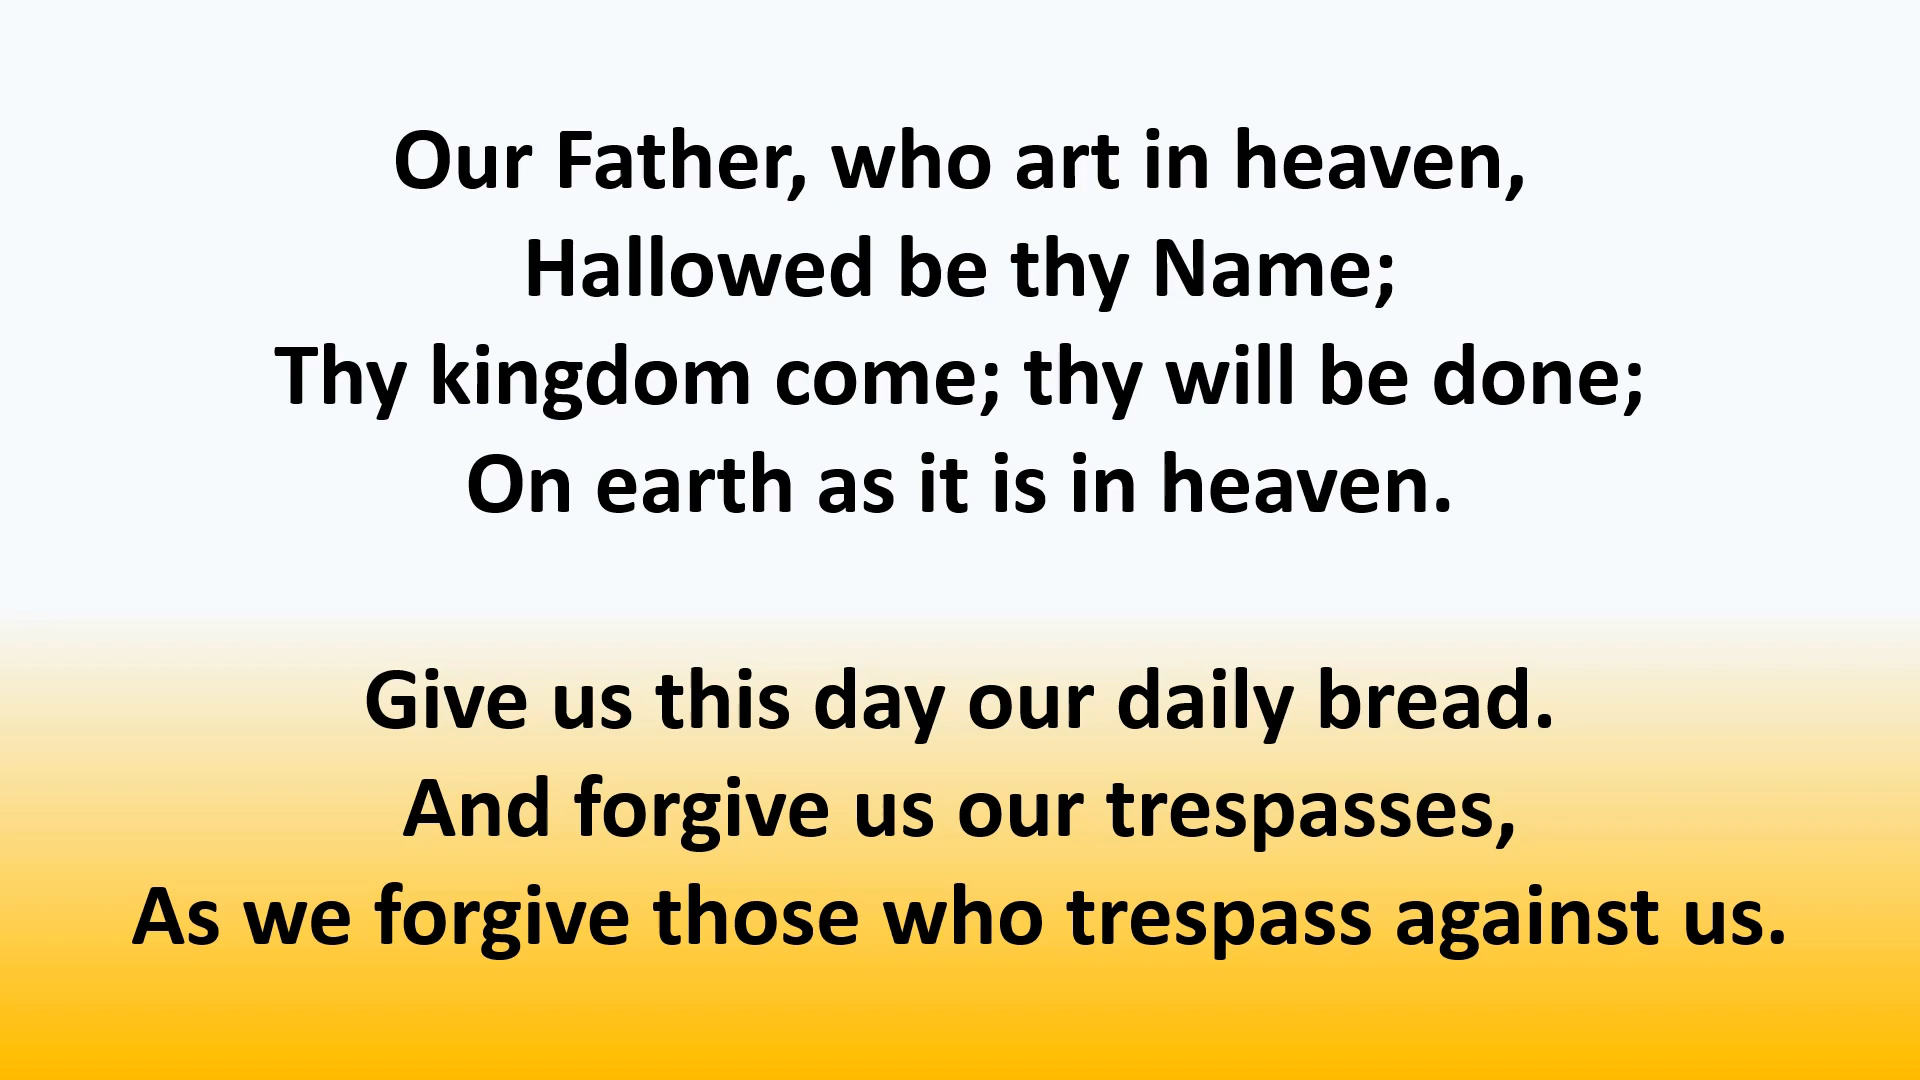 Our Father, who art in heaven,
Hallowed be thy Name;
Thy kingdom come; thy will be done;
On earth as it is in heaven.
Give us this day our daily bread.
And forgive us our trespasses,
As we forgive those who trespass against us.